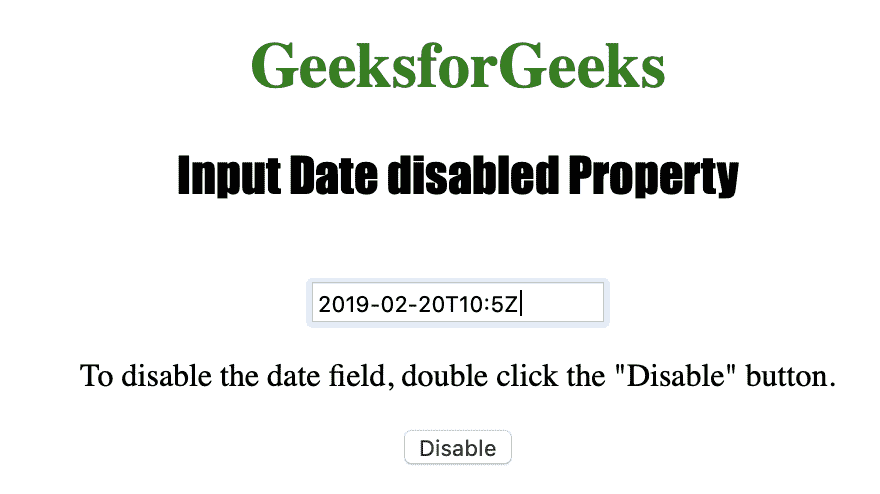 GeeksforGeeks
Input Date disabled Property
2019-02-20T10:5Z
To disable the date field, double click the "Disable" button.
Disable